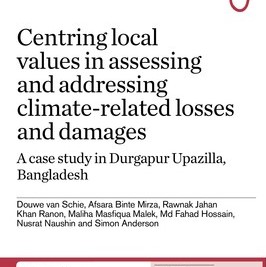 Centring local
values in assessing
and addressing
climate-related losses
and damages
A case study in Durgapur Upazilla,
Bangladesh
Douwe van Schie, Afsara Binte Mirza, Rawnak Jahan
Khan Ranon, Maliha Masfiqua Malek, Md Fahad Hossain,
Nusrat Naushin and Simon Anderson